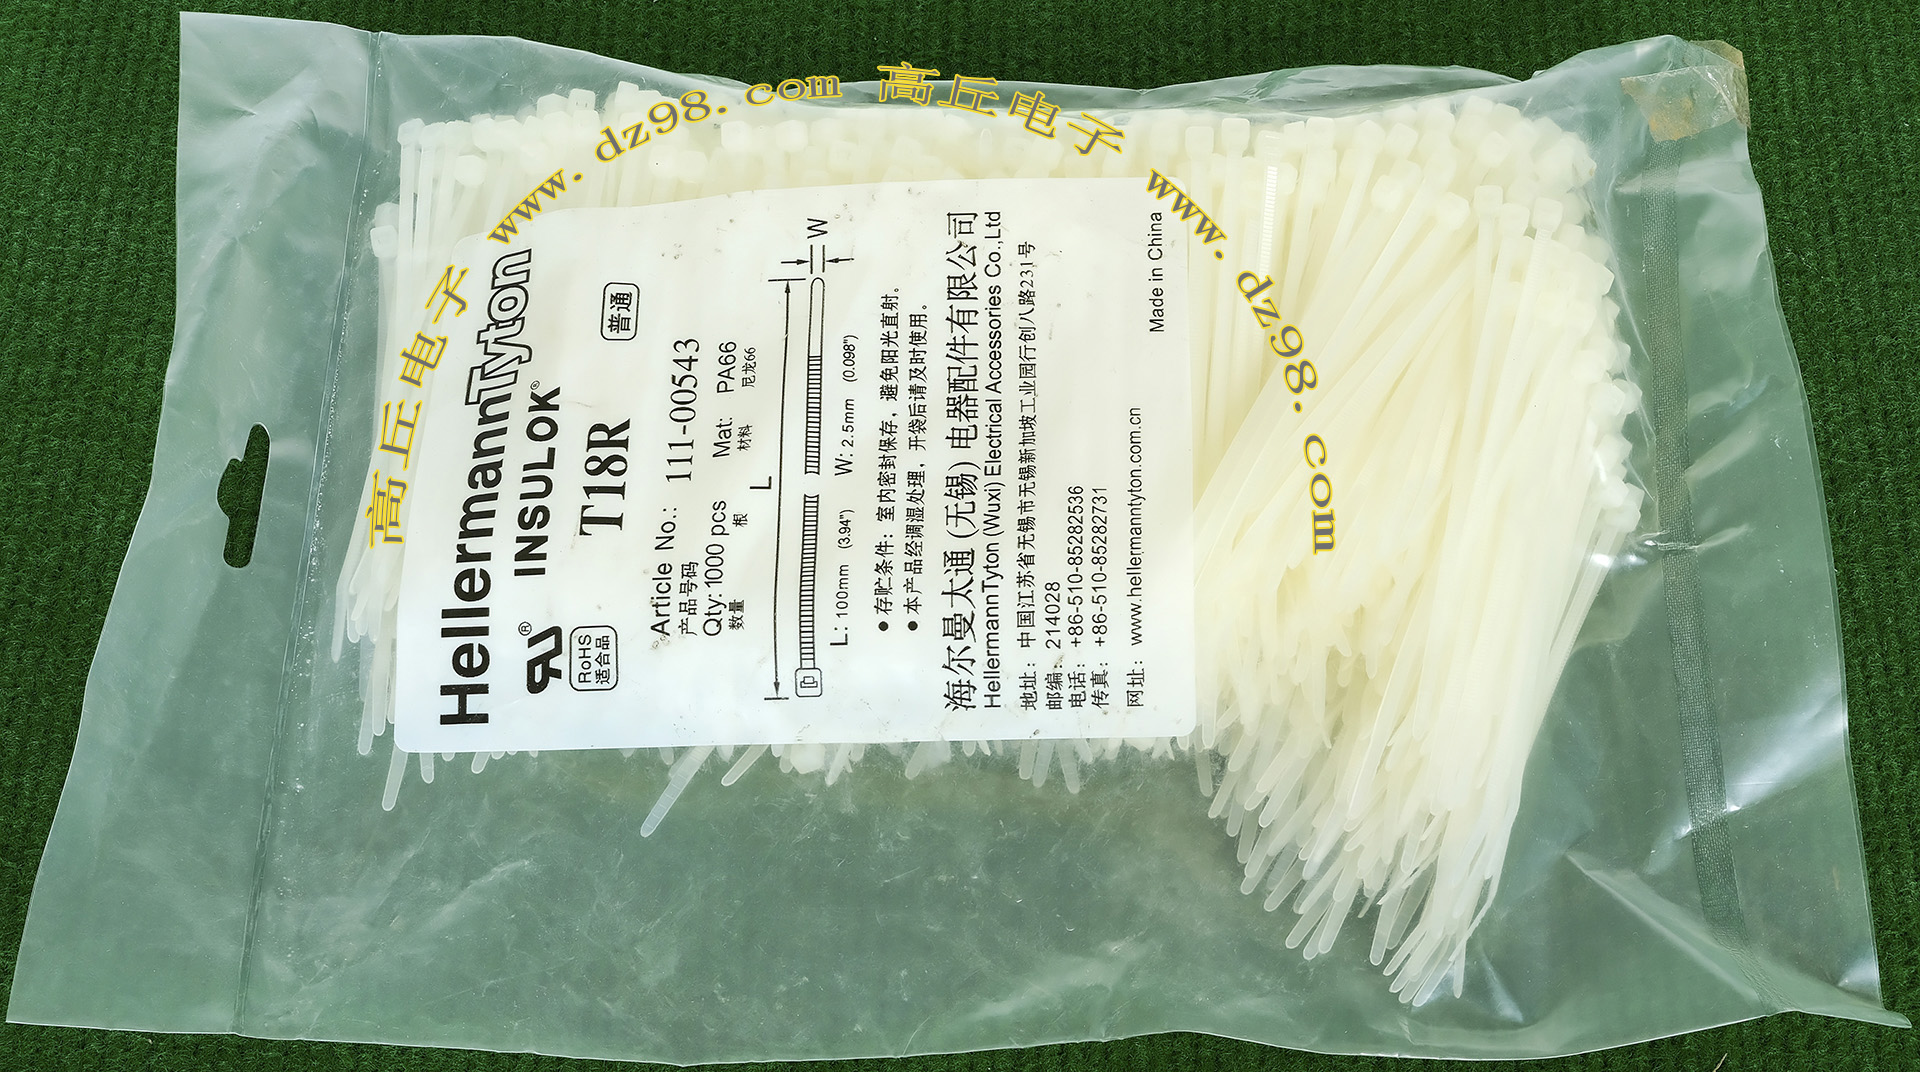 高丘电子 www.dz98.com 高丘电子 www.dz98.com
HellermannTyton
INSULOK®
RU®
T18R
普通
RoHS
适合品
Article No.: 111-00543
产品号码
Qty: 1000 pcs Mat: PA66
数量 根 材料 尼龙66
L
W
L: 100mm (3.94") W: 2.5mm (0.098")
● 存贮条件: 室内密封保存, 避免阳光直射。
● 本产品经调湿处理, 开袋后请及时使用。
海尔曼太通 (无锡) 电器配件有限公司
HellermannTyton (Wuxi) Electrical Accessories Co.,Ltd
地址: 中国江苏省无锡市无锡新加坡工业园行创八路231号
邮编: 214028
电话: +86-510-85282536
传真: +86-510-85282731
网址: www.hellermanntyton.com.cn
Made in China